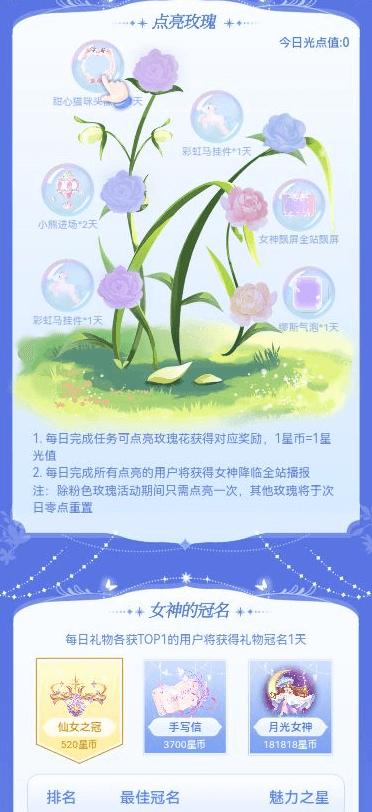 点亮玫瑰
今日光点值:0
甜心猫咪头
天
彩虹马挂件*1天
小熊进场*2天
女神飘屏全站飘屏
彩虹马挂件*1天
缪斯气泡*1天
1. 每日完成任务可点亮玫瑰花获得对应奖励，1星币=1星
光值
2. 每日完成所有点亮的用户将获得女神降临全站播报
注：除粉色玫瑰活动期间只需点亮一次，其他玫瑰将于次
日零点重置
女神的冠名
每日礼物各获TOP1的用户将获得礼物冠名1天
仙女之冠
520星币
手写信
3700星币
月光女神
181818星币
排名 最佳冠名 魅力之星